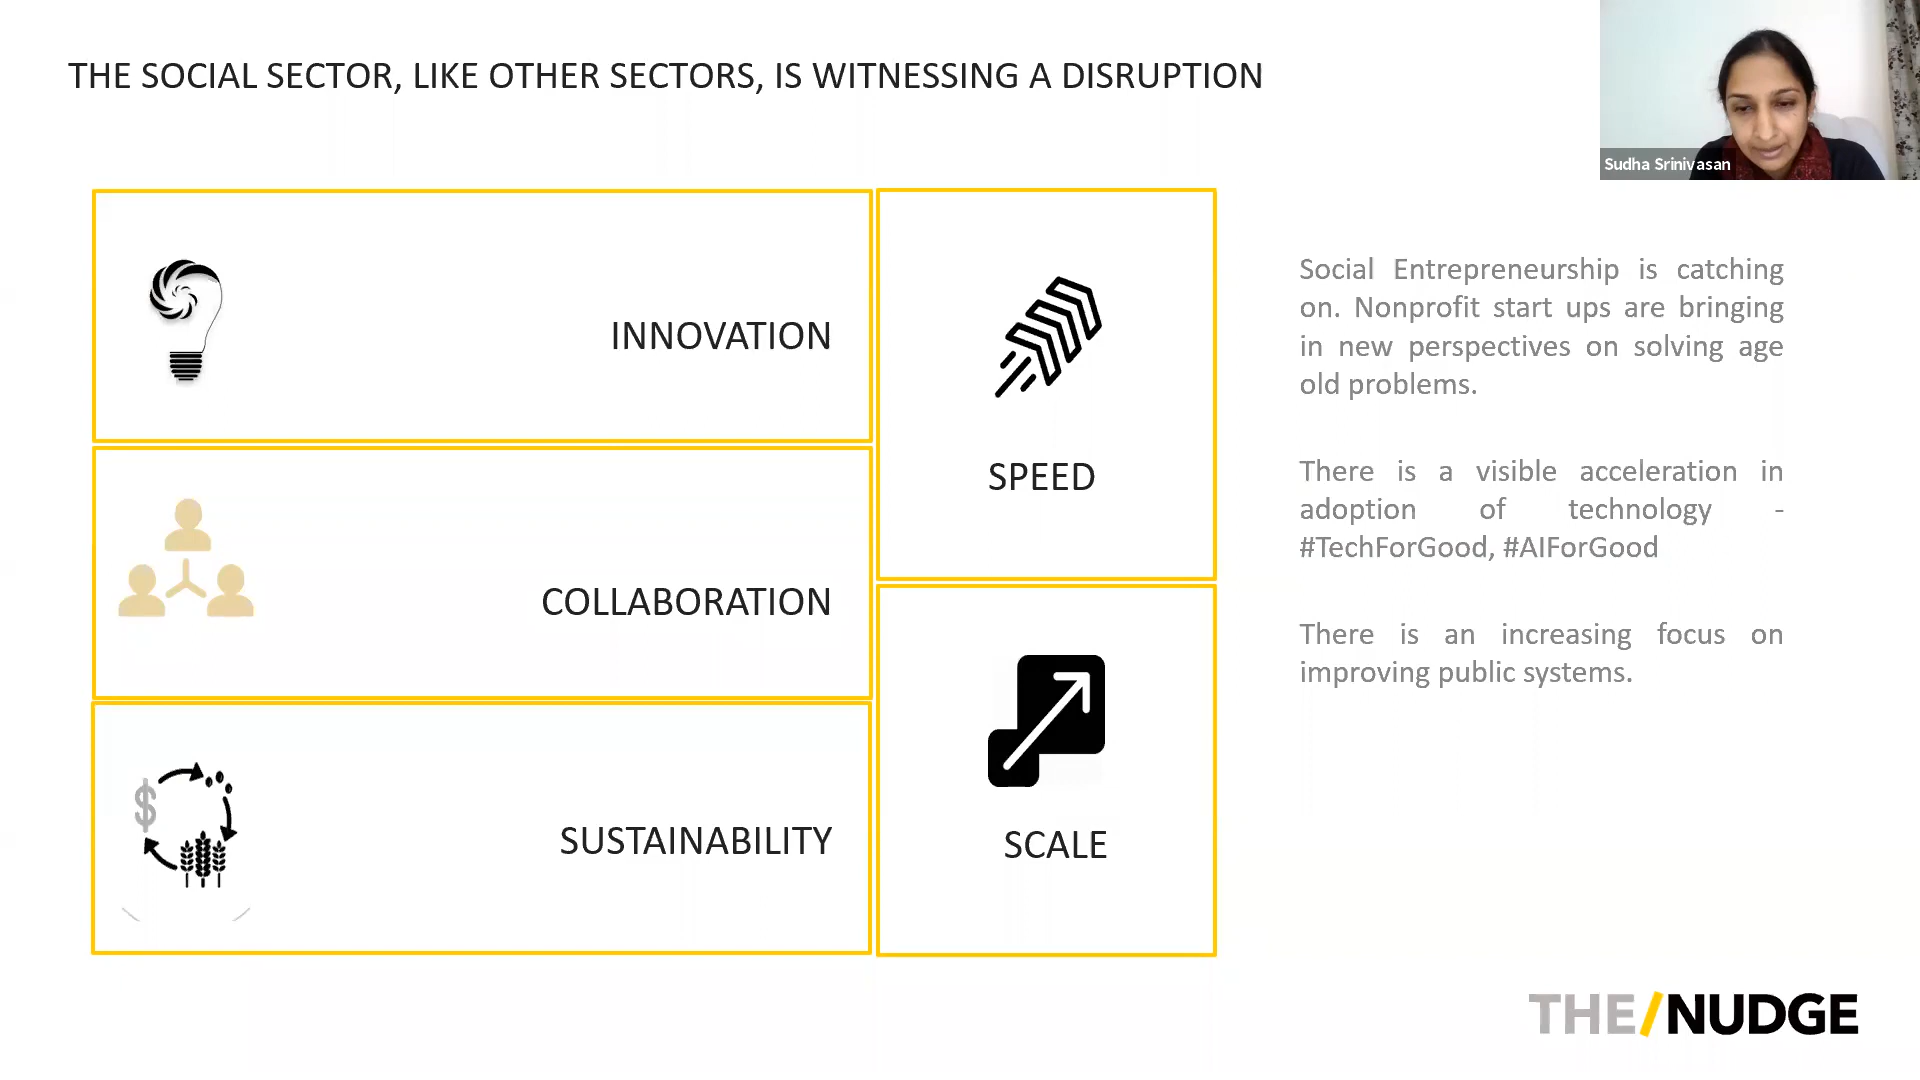 THE SOCIAL SECTOR, LIKE OTHER SECTORS, IS WITNESSING A DISRUPTION
Sudha Srinivasan
INNOVATION
COLLABORATION
$
SUSTAINABILITY
SPEED
SCALE
Social Entrepreneurship is catching
on. Nonprofit start ups are bringing
in new perspectives on solving age
old problems.
There is a visible acceleration in
adoption of technology -
#TechForGood, #AIForGood
There is an increasing focus on
improving public systems.
THE/NUDGE